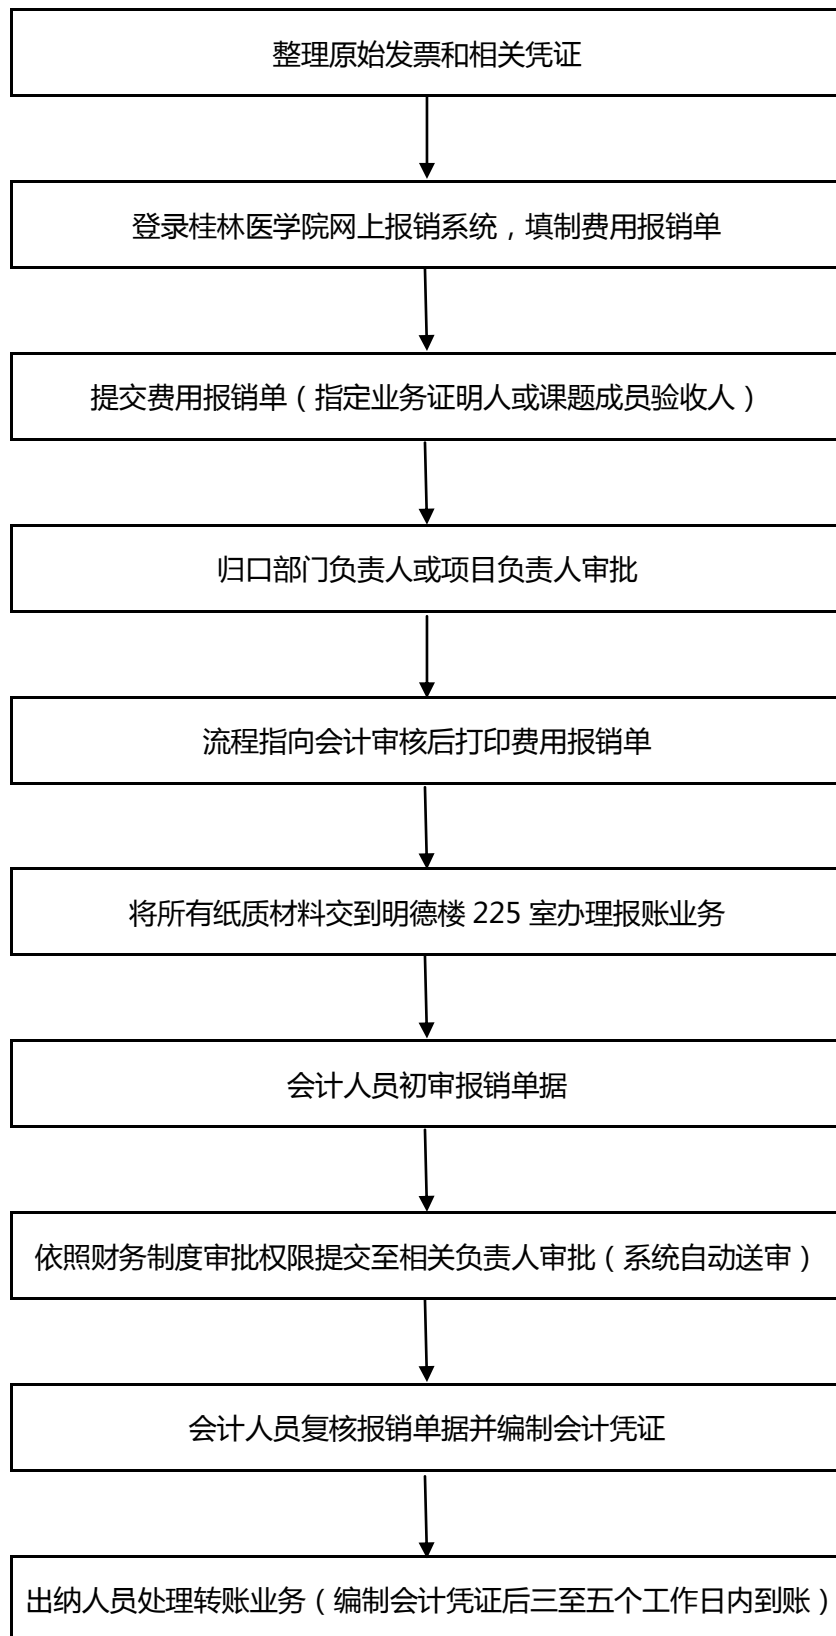 整理原始发票和相关凭证
登录桂林医学院网上报销系统，填制费用报销单
提交费用报销单（指定业务证明人或课题成员验收人）
归口部门负责人或项目负责人审批
流程指向会计审核后打印费用报销单
将所有纸质材料交到明德楼 225 室办理报账业务
会计人员初审报销单据
依照财务制度审批权限提交至相关负责人审批（系统自动送审）
会计人员复核报销单据并编制会计凭证
出纳人员处理转账业务（编制会计凭证后三至五个工作日内到账）